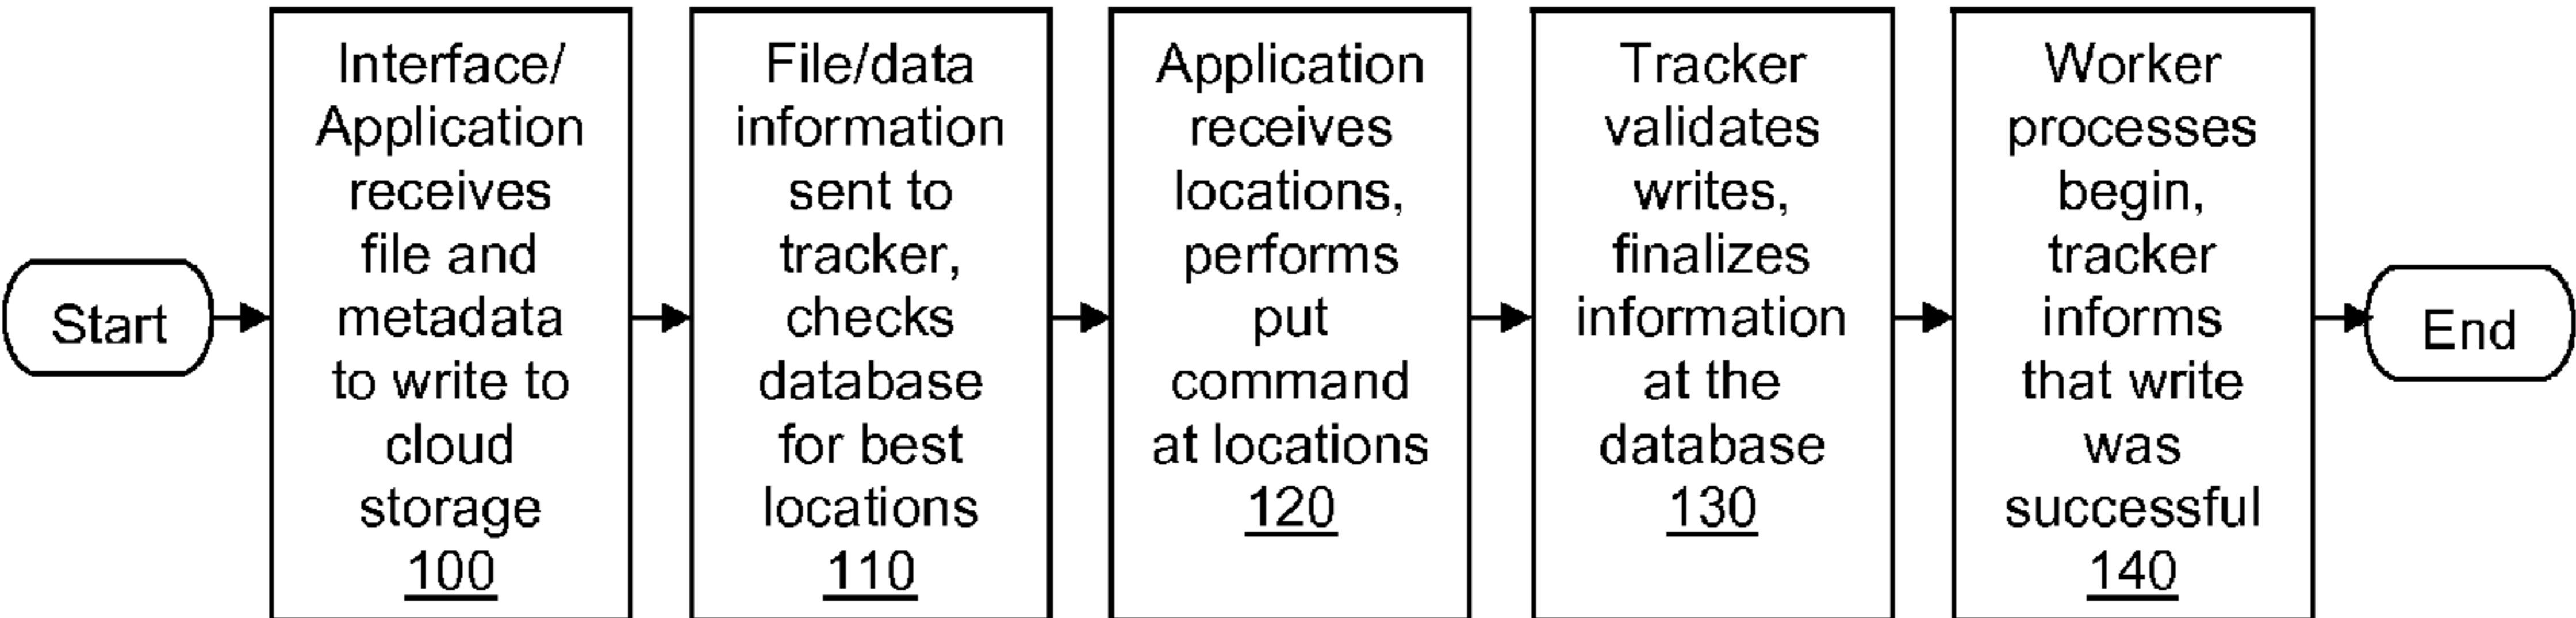 Start
Interface/
Application
receives
file and
metadata
to write to
cloud
storage
100
File/data
information
sent to
tracker,
checks
database
for best
locations
110
Application
receives
locations,
performs
put
command
at locations
120
Tracker
validates
writes,
finalizes
information
at the
database
130
Worker
processes
begin,
tracker
informs
that write
was
successful
140
End